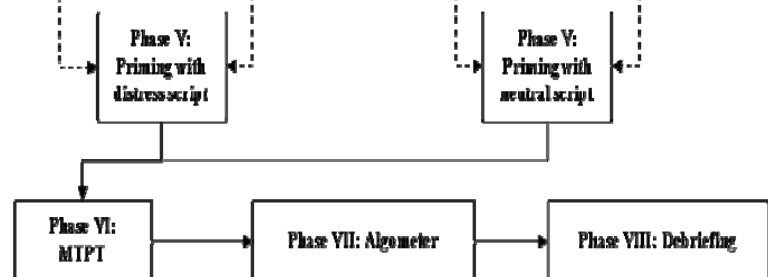 Phase V:
Priming with
distress script
Phase V:
Priming with
neutral script
Phase VI:
MTPT
Phase VII: Algometer
Phase VIII: Debriefing